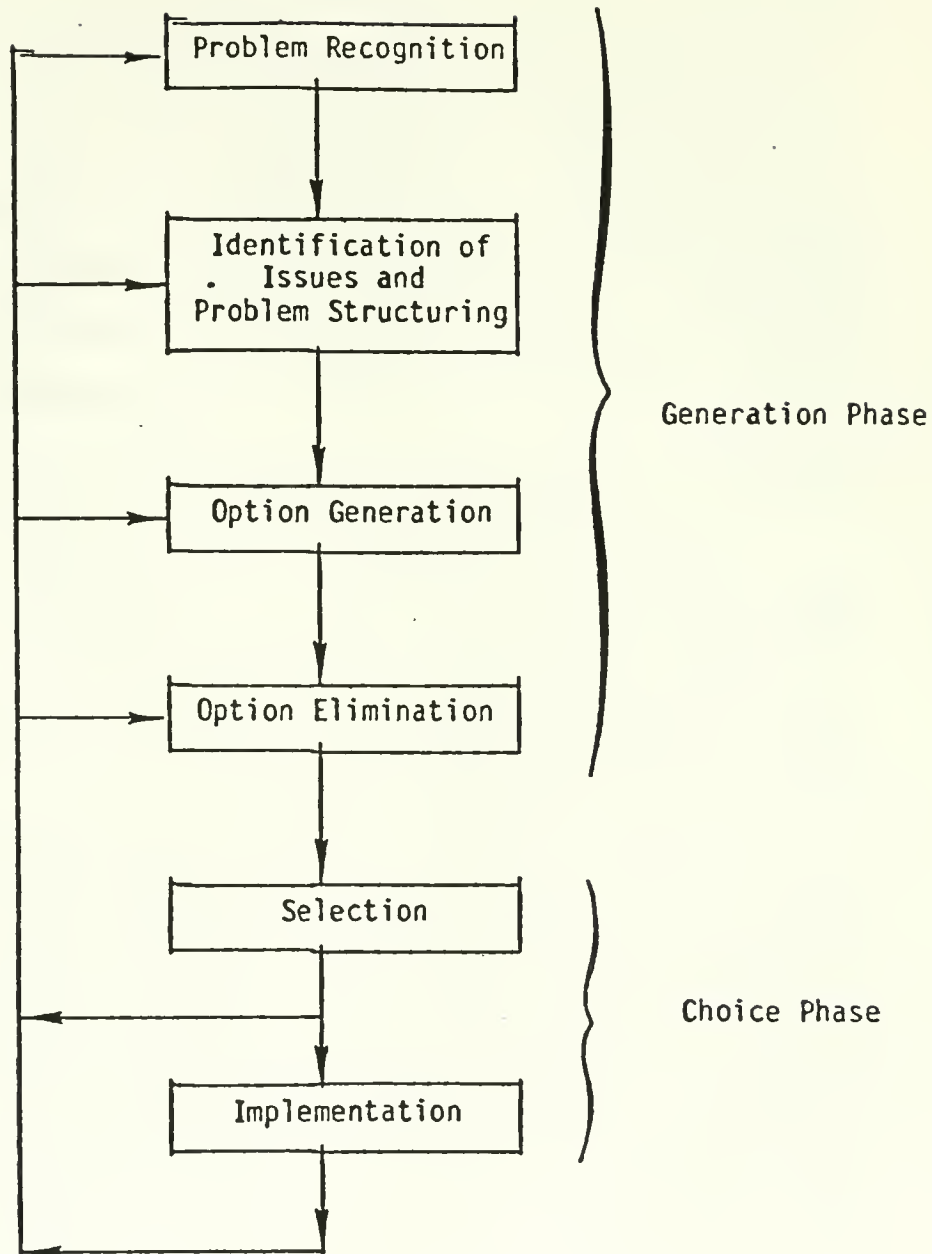 Problem Recognition
Identification of
Issues and
Problem Structuring
Option Generation
Generation Phase
Option Elimination
Selection
Choice Phase
Implementation